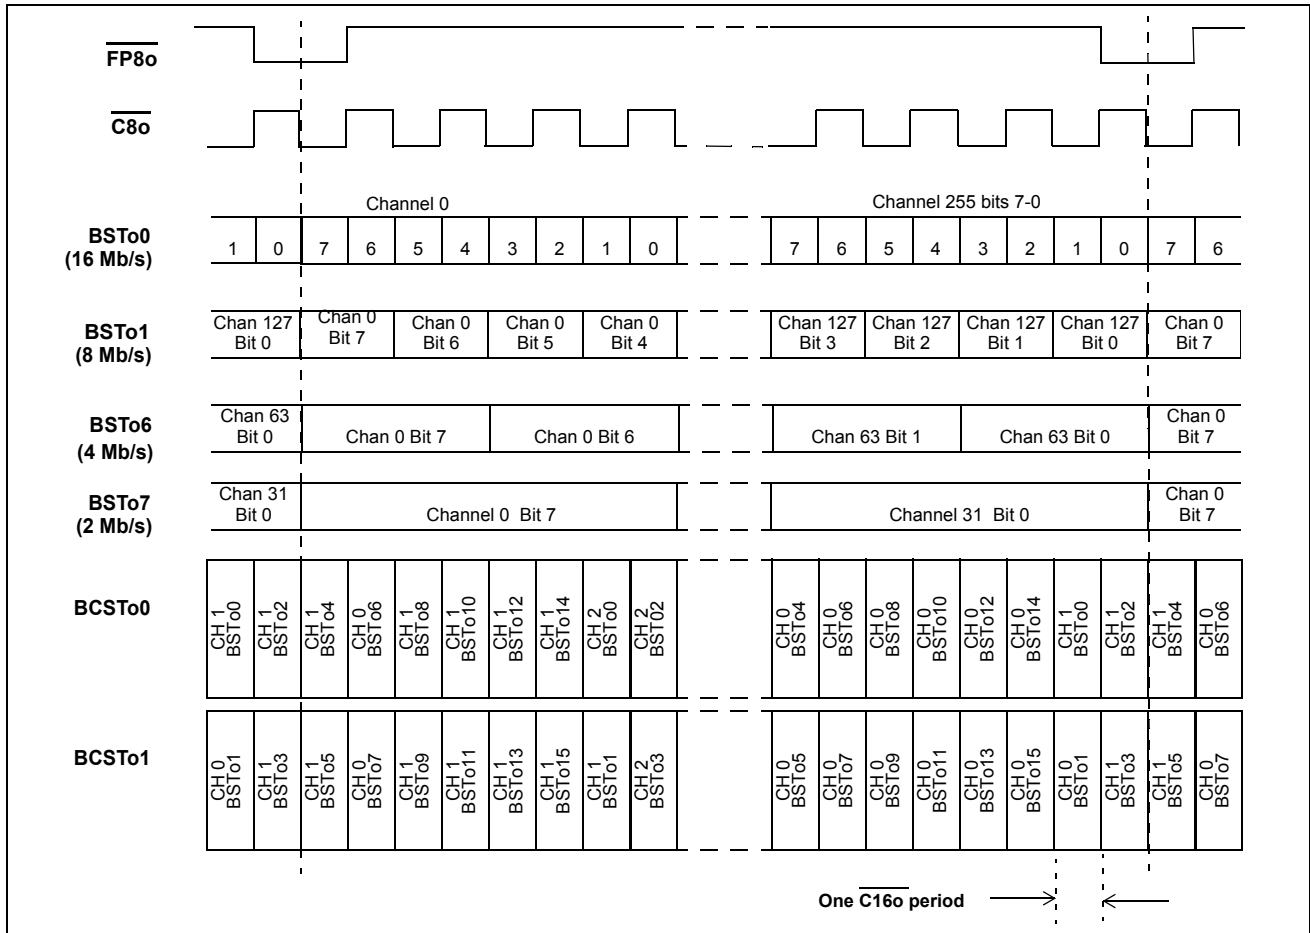 FP8o
C8o
Channel 0
Channel 255 bits 7-0
BSTo0
(16 Mb/s)
1 0 7 6 5 4 3 2 1 0 7 6 5 4 3 2 1 0 7 6
BSTo1
(8 Mb/s)
Chan 127 Bit 0
Chan 0 Bit 7
Chan 0 Bit 6
Chan 0 Bit 5
Chan 0 Bit 4
Chan 127 Bit 3
Chan 127 Bit 2
Chan 127 Bit 1
Chan 127 Bit 0
Chan 0 Bit 7
BSTo6
(4 Mb/s)
Chan 63 Bit 0
Chan 0 Bit 7
Chan 0 Bit 6
Chan 63 Bit 1
Chan 63 Bit 0
Chan 0 Bit 7
BSTo7
(2 Mb/s)
Chan 31 Bit 0
Channel 0 Bit 7
Channel 31 Bit 0
Chan 0 Bit 7
BCSTo0
CH 1 BSTo0
CH 1 BSTo2
CH 1 BSTo4
CH 0 BSTo6
CH 1 BSTo8
CH 1 BSTo10
CH 1 BSTo12
CH 1 BSTo14
CH 2 BSTo0
CH 2 BST02
CH 0 BSTo4
CH 0 BSTo6
CH 0 BSTo8
CH 0 BSTo10
CH 0 BSTo12
CH 0 BSTo14
CH 1 BSTo0
CH 1 BSTo2
CH 1 BSTo4
CH 0 BSTo6
BCSTo1
CH 0 BSTo1
CH 1 BSTo3
CH 1 BSTo5
CH 0 BSTo7
CH 1 BSTo9
CH 1 BSTo11
CH 1 BSTo13
CH 1 BSTo15
CH 1 BSTo1
CH 2 BSTo3
CH 0 BSTo5
CH 0 BSTo7
CH 0 BSTo9
CH 0 BSTo11
CH 0 BSTo13
CH 0 BSTo15
CH 0 BSTo1
CH 1 BSTo3
CH 1 BSTo5
CH 0 BSTo7
One C16o period